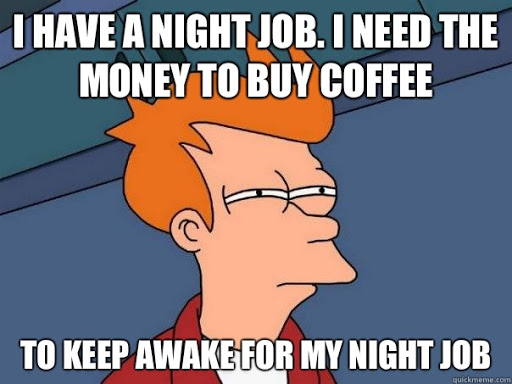 I HAVE A NIGHT JOB. I NEED THE
MONEY TO BUY COFFEE
TO KEEP AWAKE FOR MY NIGHT JOB
quickmeme.com